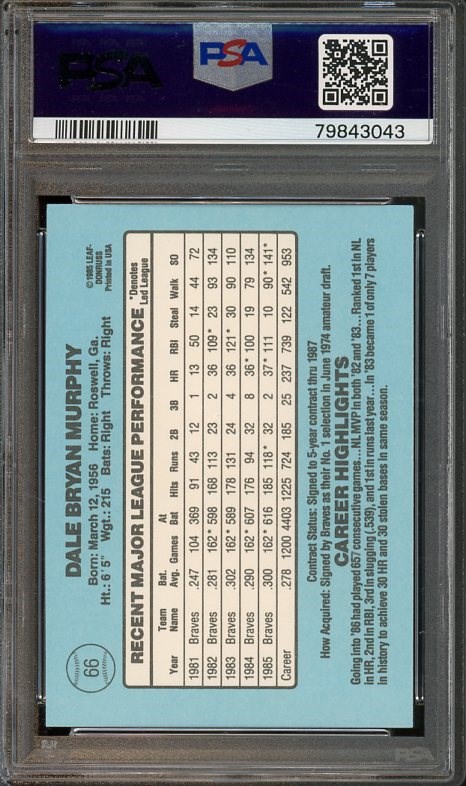 PSA
PSA
79843043
66
DALE BRYAN MURPHY
Born: March 12, 1956 Home: Roswell, Ga.
Ht.: 6'5" Wgt.: 215 Bats: Right Throws: Right
©1985 LEAF-
DONRUSS
Printed in USA
RECENT MAJOR LEAGUE PERFORMANCE *Denotes
Led League
Year Team Name Bat. Avg. Games At Bat Hits Runs 2B 3B HR RBI Steal Walk SO
1981 Braves .247 104 369 91 43 12 1 13 50 14 44 72
1982 Braves .281 162* 598 168 113 23 2 36 109* 23 93 134
1983 Braves .302 162* 589 178 131 24 4 36 121* 30 90 110
1984 Braves .290 162* 607 176 94 32 8 36* 100 19 79 134
1985 Braves .300 162* 616 185 118* 32 2 37* 111 10 90* 141*
Career .278 1200 4403 1225 724 185 25 237 739 122 542 953
Contract Status: Signed to 5-year contract thru 1987
How Acquired: Signed by Braves as their No. 1 selection in June 1974 amateur draft.
CAREER HIGHLIGHTS
Going into '86 had played 657 consecutive games...NL MVP in both '82 and '83...Ranked 1st in NL
in HR, 2nd in RBI, 3rd in slugging (.539), and 1st in runs last year...In '83 became 1 of only 7 players
in history to achieve 30 HR and 30 stolen bases in same season.
PSA